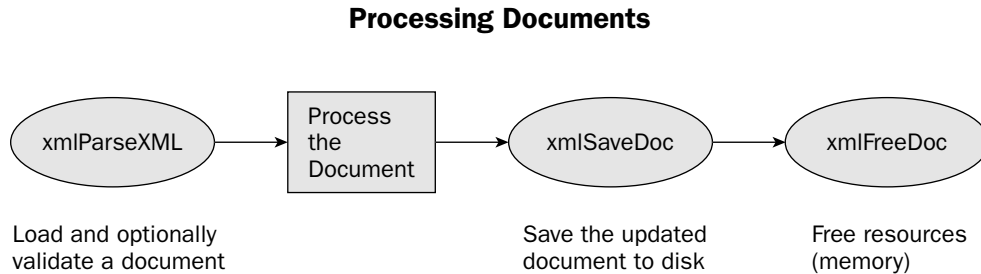 Processing Documents
xmlParseXML
Process
the
Document
xmlSaveDoc
xmlFreeDoc
Load and optionally
validate a document
Save the updated
document to disk
Free resources
(memory)